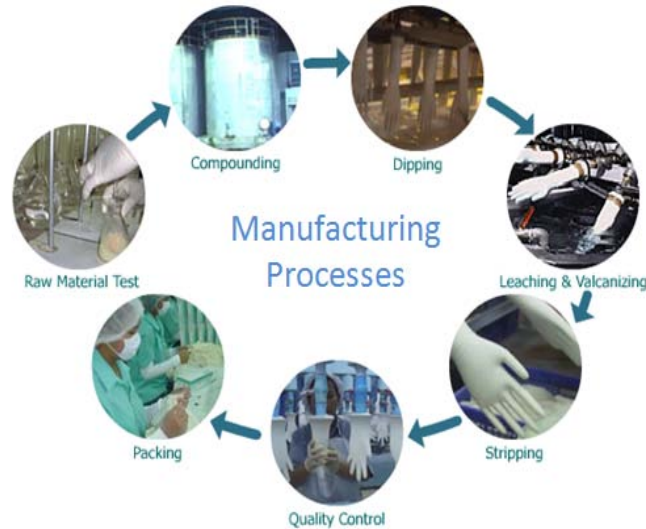 Compounding
Dipping
Raw Material Test
Manufacturing
Processes
Leaching & Valcanizing
Packing
Stripping
Quality Control